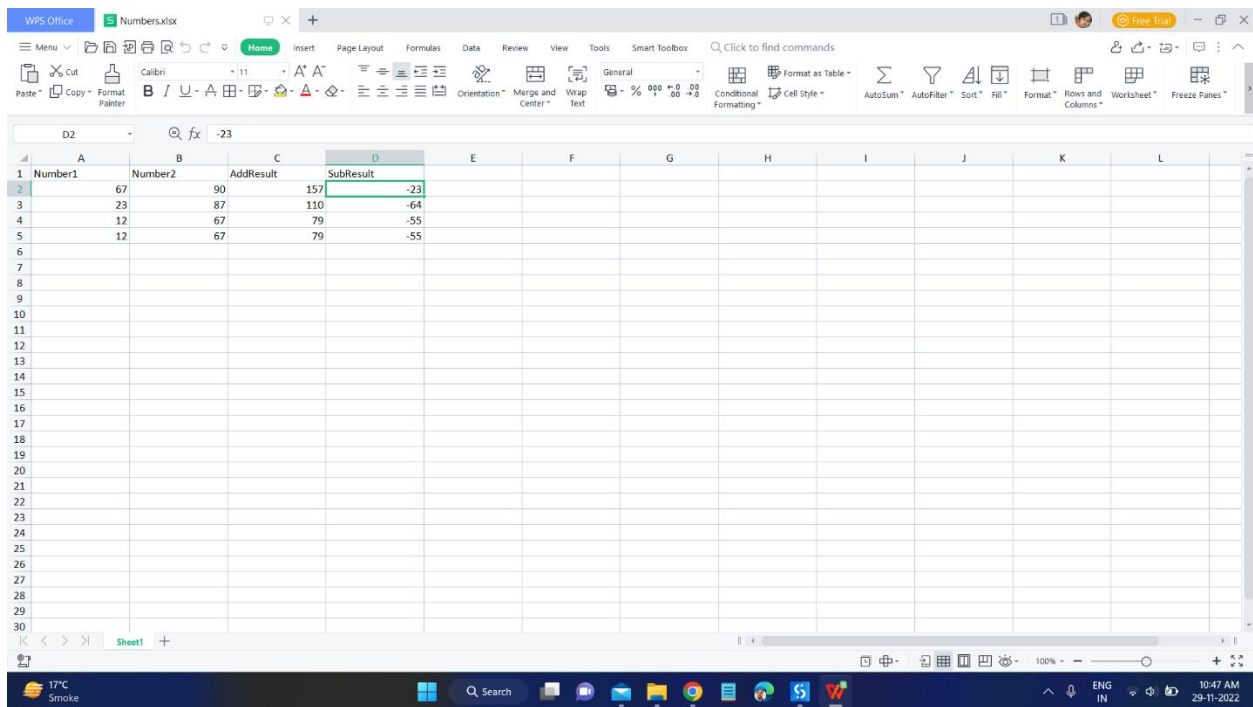 WPS Office Numbers.xlsx + 1 Free Trial
Menu Home Insert Page Layout Formulas Data Review View Tools Smart Toolbox Click to find commands
Paste Cut Copy Format Painter Calibri 11 A+ A- General Format as Table
B I U A Orientation Merge and Center Wrap Text % 000 Conditional Formatting Cell Style AutoSum AutoFilter Sort Fill Format Rows and Columns Worksheet Freeze Panes
D2 fx -23
A B C D E F G H I J K L
1 Number1 Number2 AddResult SubResult
2 67 90 157 -23
3 23 87 110 -64
4 12 67 79 -55
5 12 67 79 -55
6
7
8
9
10
11
12
13
14
15
16
17
18
19
20
21
22
23
24
25
26
27
28
29
30
Sheet1 +
100% - +
17°C Search ENG 10:47 AM
Smoke IN 29-11-2022